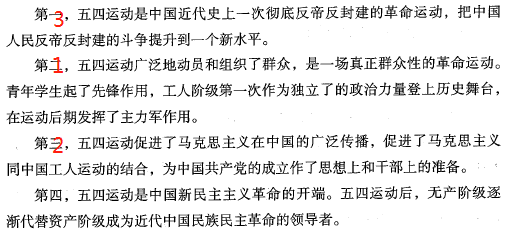 第一，五四运动是中国近代史上一次彻底反帝反封建的革命运动，把中国
人民反帝反封建的斗争提升到一个新水平。
第二，五四运动广泛地动员和组织了群众，是一场真正群众性的革命运动。
青年学生起了先锋作用，工人阶级第一次作为独立了的政治力量登上历史舞台，
在运动后期发挥了主力军作用。
第三，五四运动促进了马克思主义在中国的广泛传播，促进了马克思主义
同中国工人运动的结合，为中国共产党的成立作了思想上和干部上的准备。
第四，五四运动是中国新民主主义革命的开端。五四运动后，无产阶级逐
渐代替资产阶级成为近代中国民族民主革命的领导者。
3
1
2